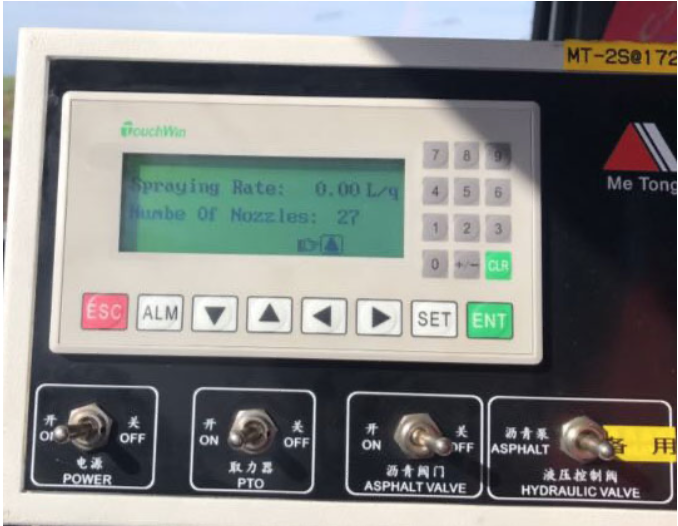 MT-2S@172
TouchWin
Spraying Rate: 0.00 L/q
Numbe Of Nozzles: 27
7 8 9
4 5 6
1 2 3
0 +/- CLR
Me Tong
ESC ALM SET ENT
开 关
ON OFF
电源
POWER
开 关
ON OFF
取力器
PTO
开 关
ON OFF
沥青阀门
ASPHALT VALVE
沥青泵
ASPHALT
备用
液压控制阀
HYDRAULIC VALVE